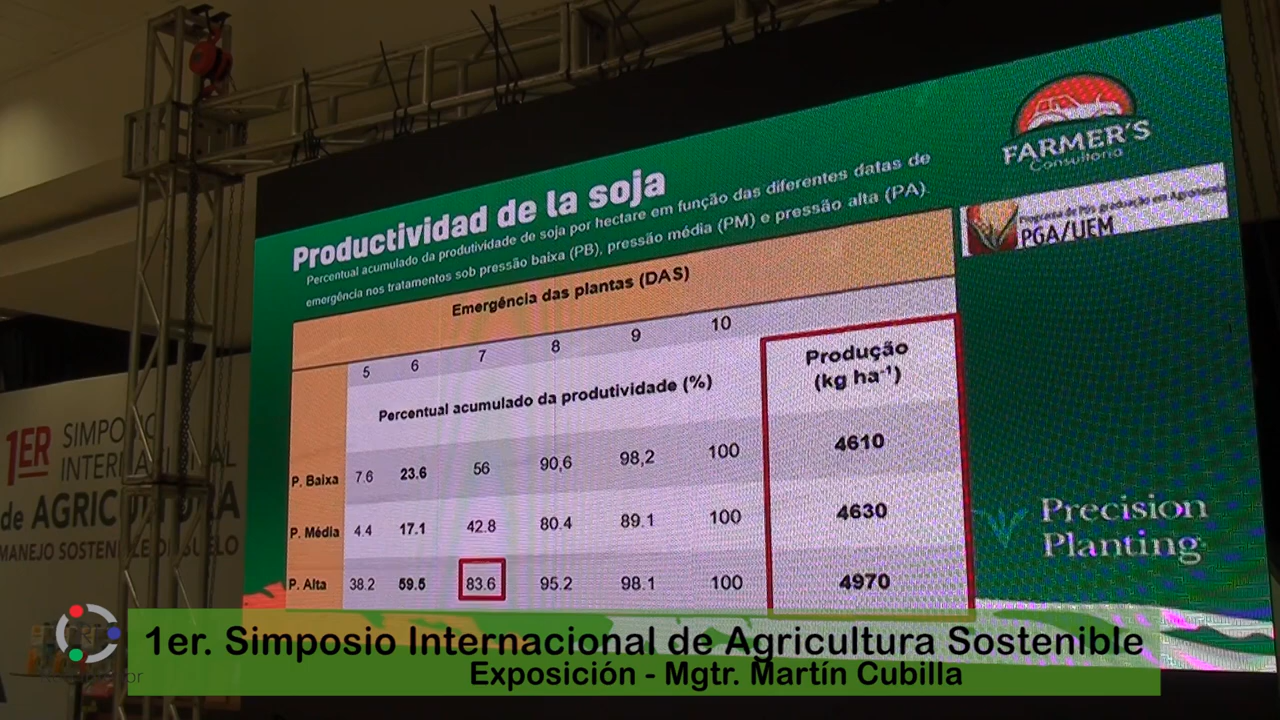 FARMER'S
Consultoria
Productividad de la soja
Percentual acumulado da produtividade de soja por hectare em função das diferentes datas de
emergência nos tratamentos sob pressão baixa (PB), pressão média (PM) e pressão alta (PA).
PGA/UEM
Emergência das plantas (DAS)
5 6 7 8 9 10
Percentual acumulado da produtividade (%)
Produção
(kg ha-1)
P. Baixa 7.6 23.6 56 90,6 98,2 100 4610
P. Média 4.4 17.1 42.8 80.4 89.1 100 4630
P. Alta 38.2 59.5 83.6 95.2 98.1 100 4970
Precision
Planting
1ER SIMPO
INTER AL
de AGRIC
MANEJO SOSTEN
1er. Simposio Internacional de Agricultura Sostenible
Exposición - Mgtr. Martín Cubilla